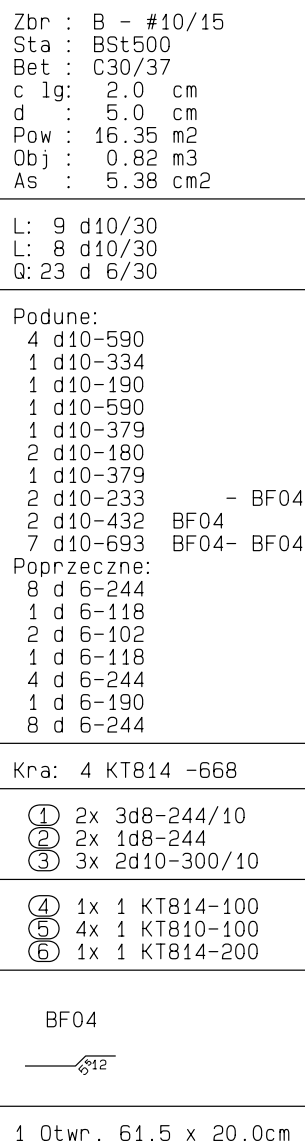 Zbr : B - #10/15
Sta : BSt500
Bet : C30/37
c lg: 2.0 cm
d : 5.0 cm
Pow : 16.35 m2
Obj : 0.82 m3
As : 5.38 cm2
L: 9 d10/30
L: 8 d10/30
Q: 23 d 6/30
Podune:
4 d10-590
1 d10-334
1 d10-190
1 d10-590
1 d10-379
2 d10-180
1 d10-379
2 d10-233 - BF04
2 d10-432 BF04
7 d10-693 BF04- BF04
Poprzeczne:
8 d 6-244
1 d 6-118
2 d 6-102
1 d 6-118
4 d 6-244
1 d 6-190
8 d 6-244
Kra: 4 KT814 -668
1 2x 3d8-244/10
2 2x 1d8-244
3 3x 2d10-300/10
4 1x 1 KT814-100
5 4x 1 KT810-100
6 1x 1 KT814-200
BF04
5 5 12
1 Otwr. 61.5 x 20.0cm